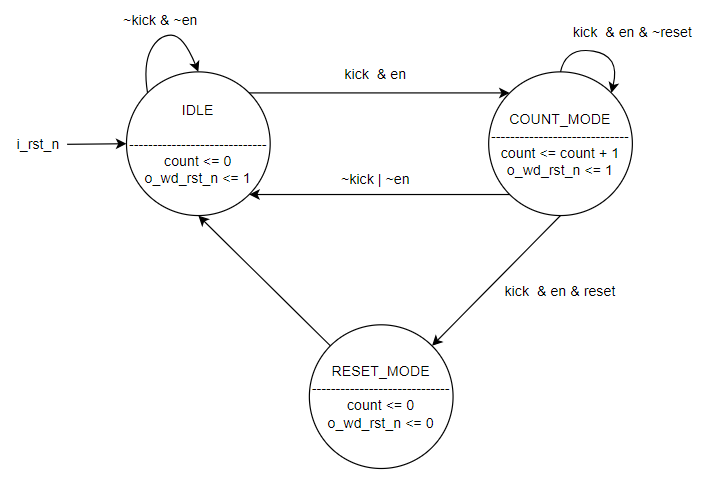 ~kick & ~en
kick & en & ~reset
kick & en
IDLE
COUNT_MODE
i_rst_n
count <= 0
o_wd_rst_n <= 1
count <= count + 1
o_wd_rst_n <= 1
~kick | ~en
kick & en & reset
RESET_MODE
count <= 0
o_wd_rst_n <= 0